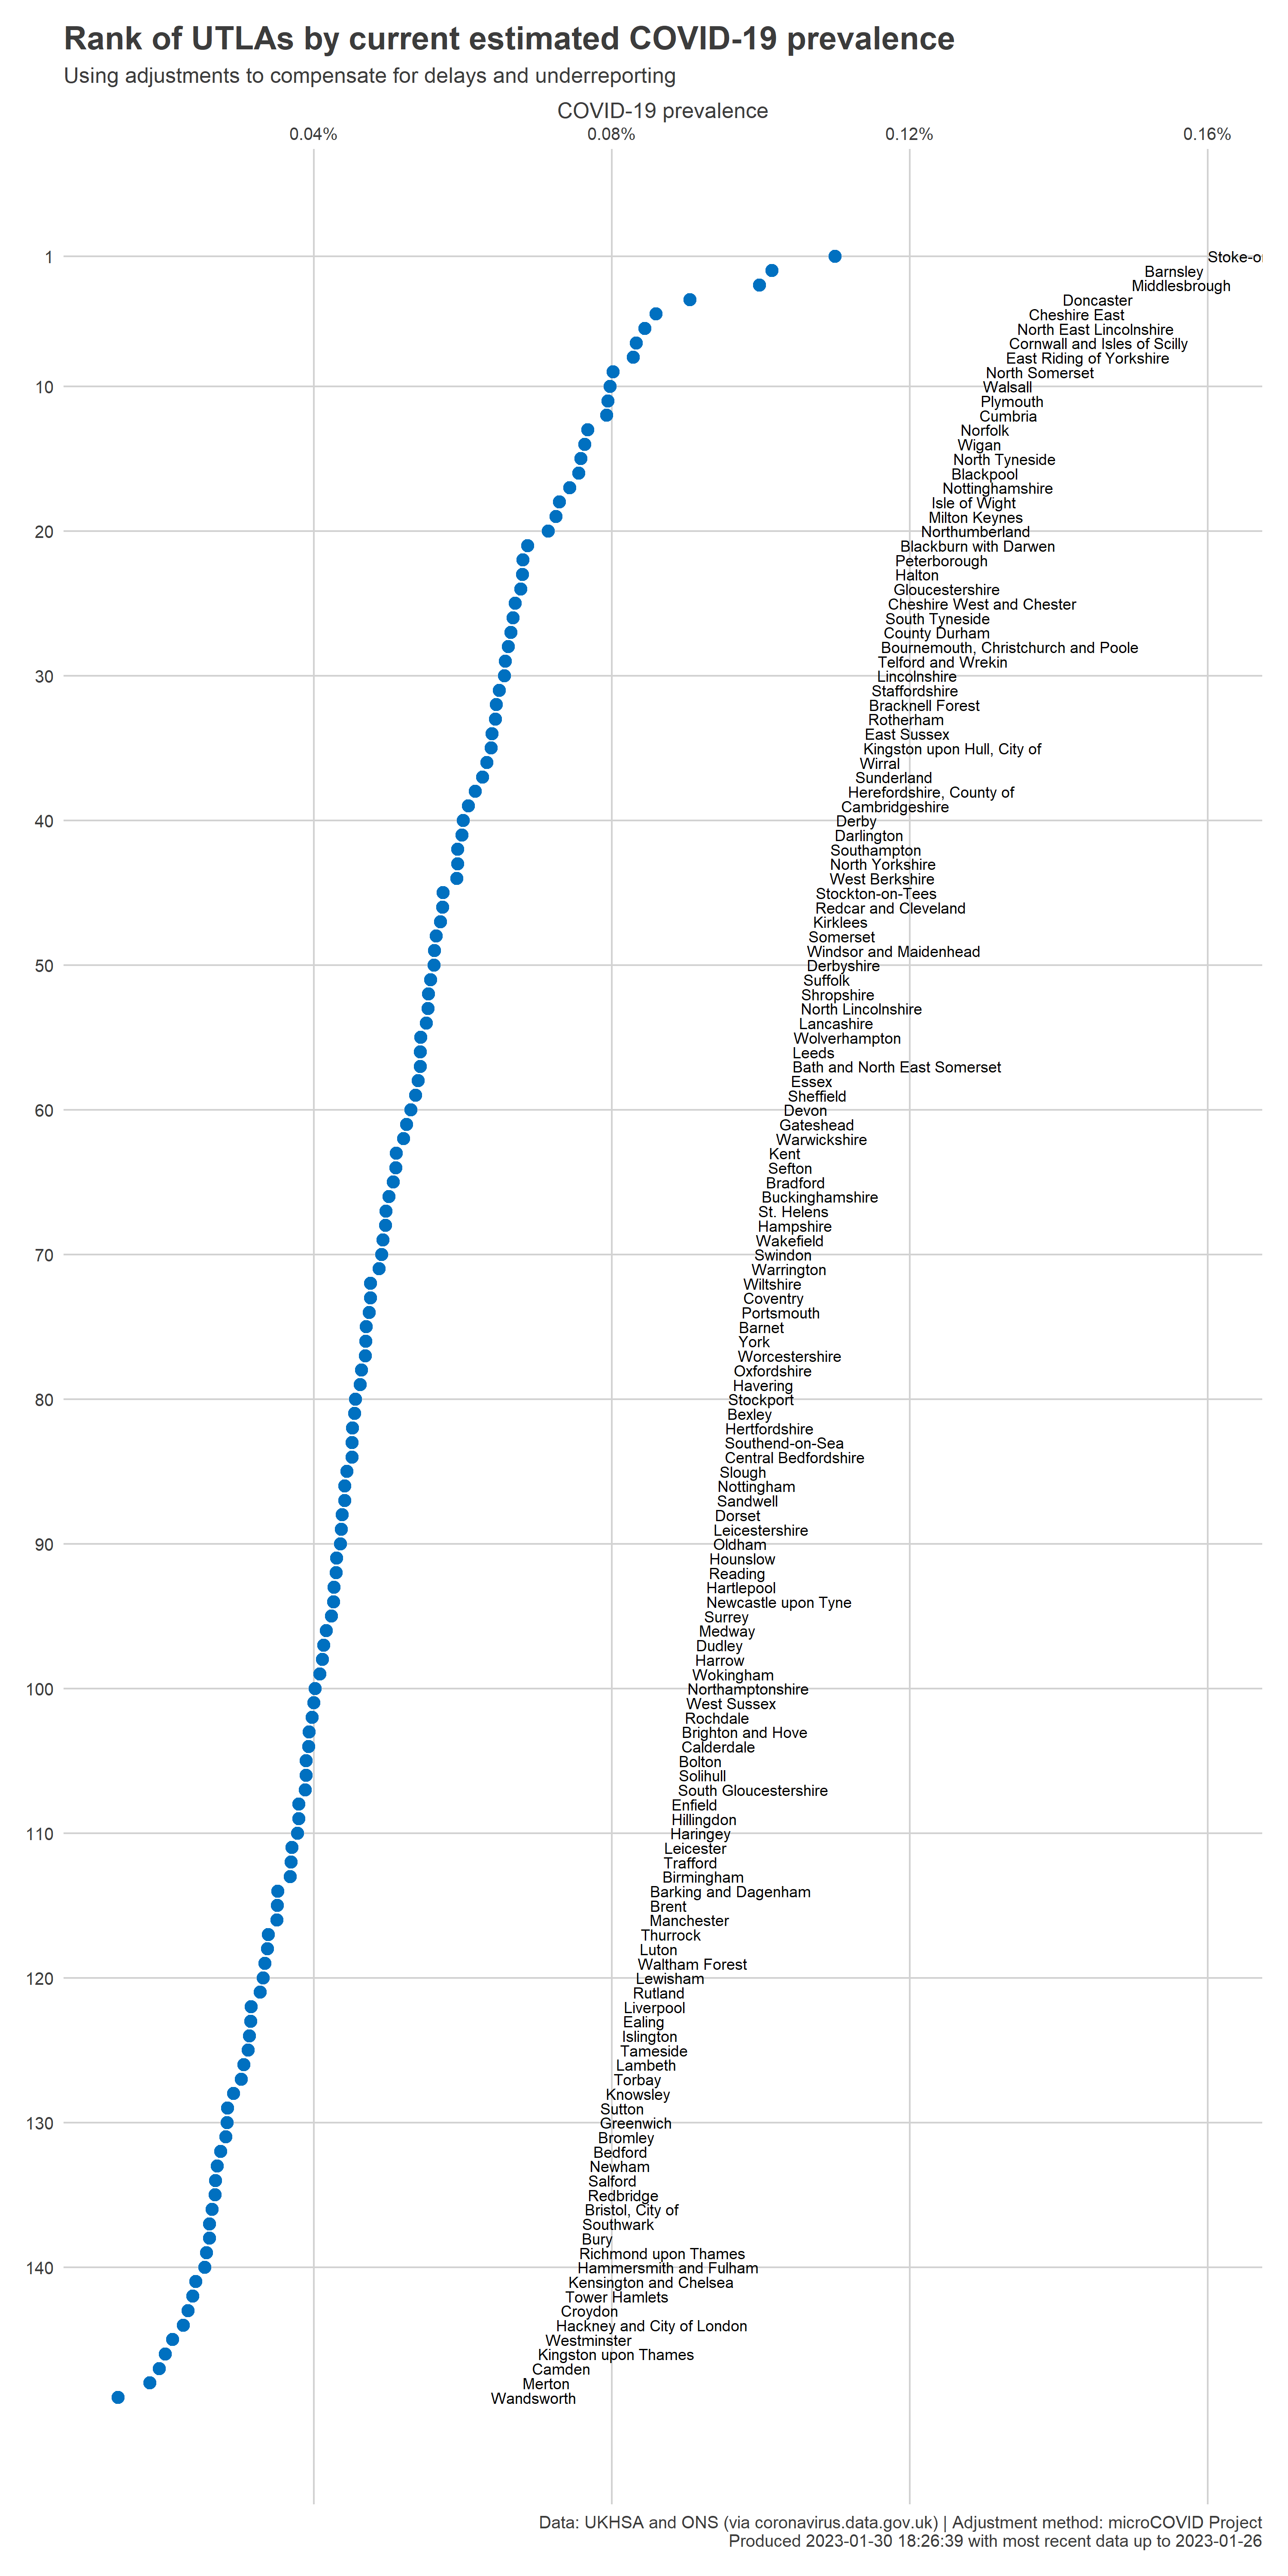 Rank of UTLAs by current estimated COVID-19 prevalence
Using adjustments to compensate for delays and underreporting
COVID-19 prevalence
0.04% 0.08% 0.12% 0.16%
1 Stoke-o
Barnsley
Middlesbrough
Doncaster
Cheshire East
North East Lincolnshire
Cornwall and Isles of Scilly
East Riding of Yorkshire
North Somerset
10 Walsall
Plymouth
Cumbria
Norfolk
Wigan
North Tyneside
Blackpool
Nottinghamshire
Isle of Wight
Milton Keynes
20 Northumberland
Blackburn with Darwen
Peterborough
Halton
Gloucestershire
Cheshire West and Chester
South Tyneside
County Durham
Bournemouth, Christchurch and Poole
Telford and Wrekin
30 Lincolnshire
Staffordshire
Bracknell Forest
Rotherham
East Sussex
Kingston upon Hull, City of
Wirral
Sunderland
Herefordshire, County of
Cambridgeshire
40 Derby
Darlington
Southampton
North Yorkshire
West Berkshire
Stockton-on-Tees
Redcar and Cleveland
Kirklees
Somerset
Windsor and Maidenhead
50 Derbyshire
Suffolk
Shropshire
North Lincolnshire
Lancashire
Wolverhampton
Leeds
Bath and North East Somerset
Essex
Sheffield
60 Devon
Gateshead
Warwickshire
Kent
Sefton
Bradford
Buckinghamshire
St. Helens
Hampshire
Wakefield
70 Swindon
Warrington
Wiltshire
Coventry
Portsmouth
Barnet
York
Worcestershire
Oxfordshire
Havering
80 Stockport
Bexley
Hertfordshire
Southend-on-Sea
Central Bedfordshire
Slough
Nottingham
Sandwell
Dorset
Leicestershire
90 Oldham
Hounslow
Reading
Hartlepool
Newcastle upon Tyne
Surrey
Medway
Dudley
Harrow
Wokingham
100 Northamptonshire
West Sussex
Rochdale
Brighton and Hove
Calderdale
Bolton
Solihull
South Gloucestershire
Enfield
Hillingdon
110 Haringey
Leicester
Trafford
Birmingham
Barking and Dagenham
Brent
Manchester
Thurrock
Luton
Waltham Forest
120 Lewisham
Rutland
Liverpool
Ealing
Islington
Tameside
Lambeth
Torbay
Knowsley
Sutton
130 Greenwich
Bromley
Bedford
Newham
Salford
Redbridge
Bristol, City of
Southwark
Bury
Richmond upon Thames
140 Hammersmith and Fulham
Kensington and Chelsea
Tower Hamlets
Croydon
Hackney and City of London
Westminster
Kingston upon Thames
Camden
Merton
Wandsworth
Data: UKHSA and ONS (via coronavirus.data.gov.uk) | Adjustment method: microCOVID Project
Produced 2023-01-30 18:26:39 with most recent data up to 2023-01-26